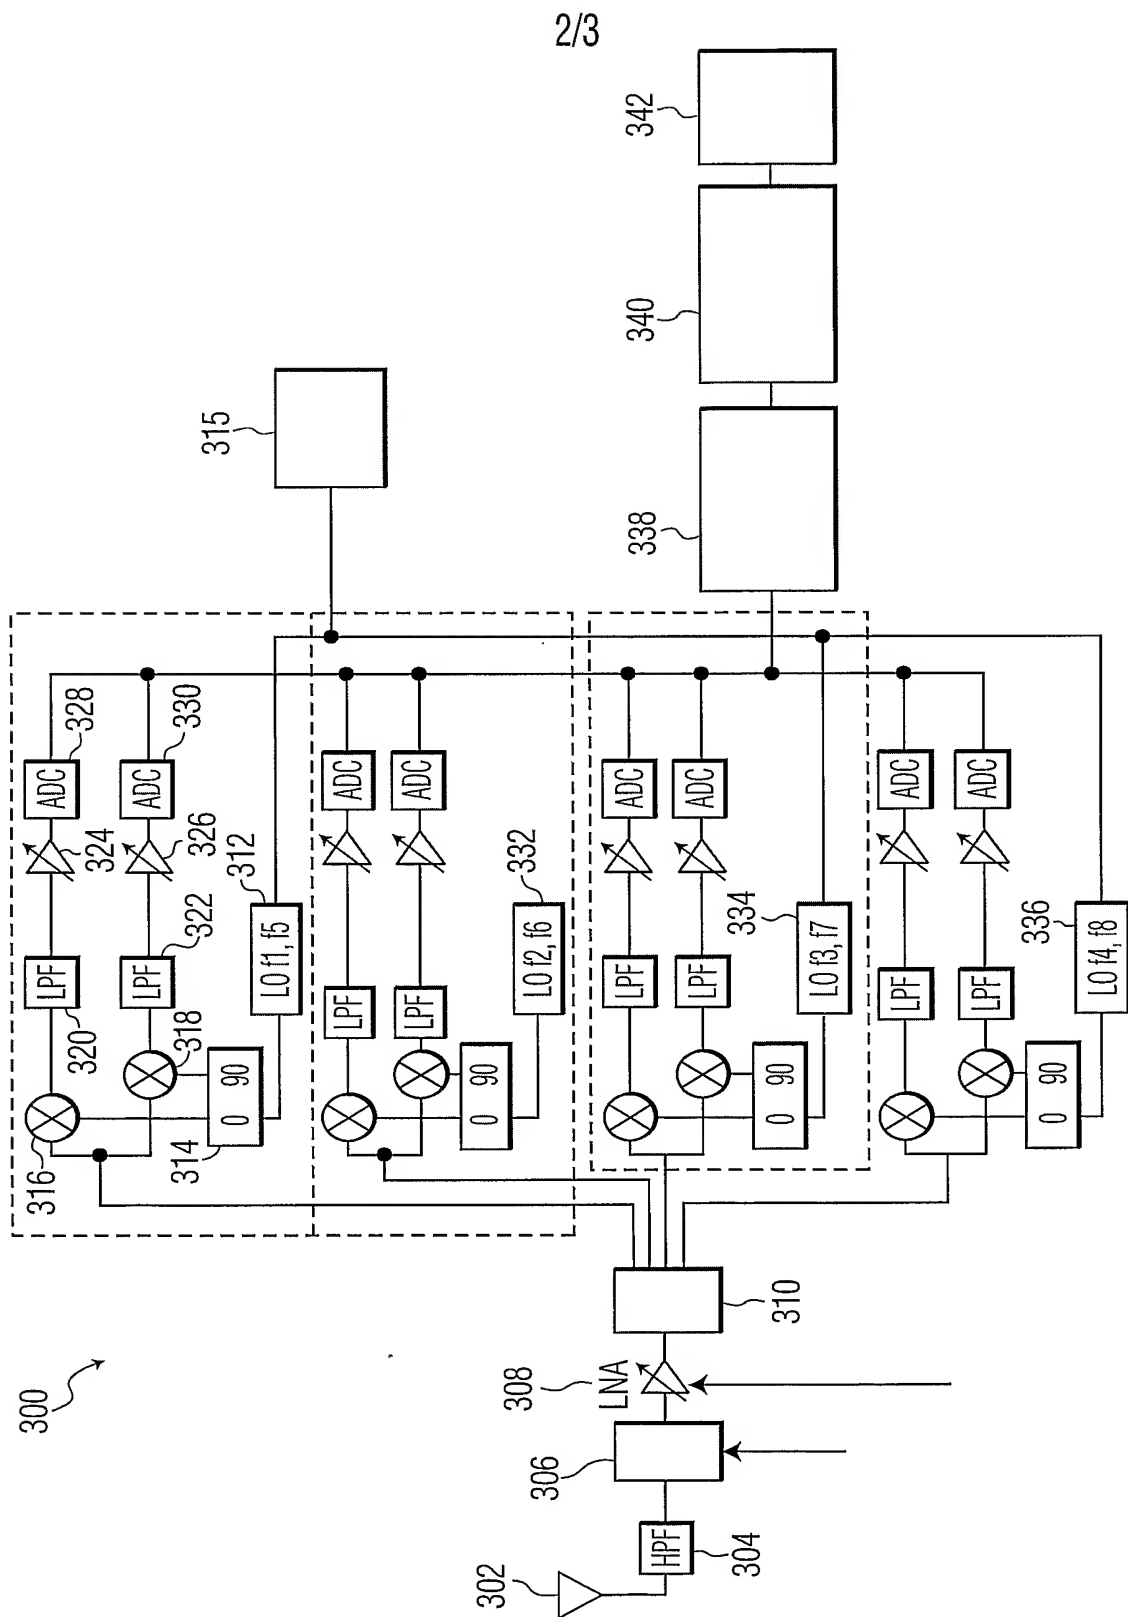 2/3
300
302
HPF
304
306
308
LNA
310
316
314
0 90
318
320
LPF
322
LPF
324
326
312
LO f1, f5
328
ADC
330
ADC
315
0 90
LPF
LPF
332
LO f2, f6
ADC
ADC
0 90
LPF
LPF
334
LO f3, f7
ADC
ADC
0 90
LPF
LPF
336
LO f4, f8
ADC
ADC
338
340
342